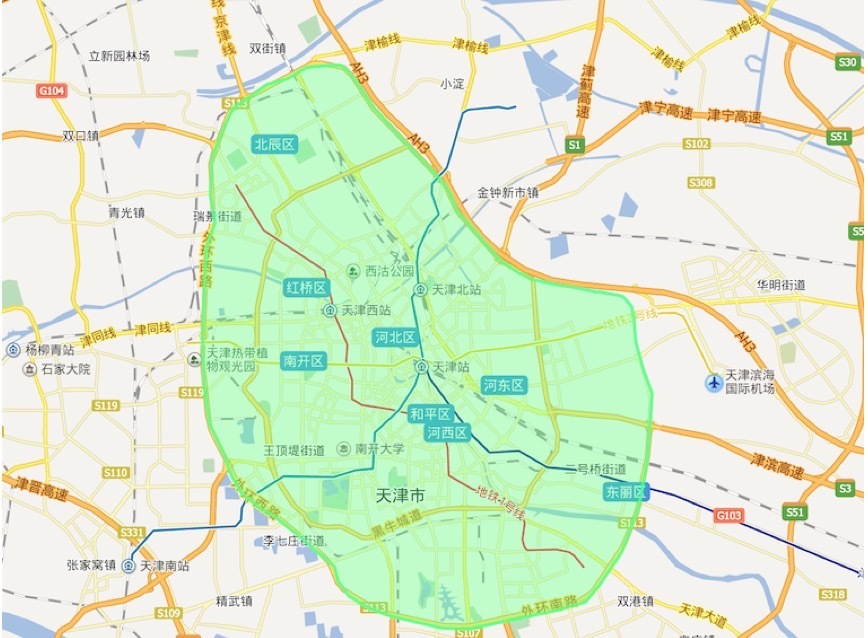 京津线
双街镇
津榆线
津榆线
津榆线
津榆线
立新园林场
AH3
小淀
津蓟高速
S30
G104
S113
津宁高速
津宁高速
双口镇
北辰区
AH3
S1
S102
S51
S308
金钟新市镇
青光镇
瑞景街道
外环西路
西沽公园
红桥区
天津北站
华明街道
天津西站
地铁2号线
津同线
津同线
河北区
AH3
杨柳青站
天津热带植
物观光园
南开区
天津站
石家大院
河东区
天津滨海
国际机场
S119
S119
和平区
河西区
王顶堤街道
南开大学
津滨高速
S110
二号桥街道
天津市
地铁1号线
东丽区
S3
津晋高速
外环西路
G103
S51
黑牛城道
S331
李七庄街道
张家窝镇
天津南站
精武镇
双港镇
S318
S109
S113
外环南路
天津大道
S107